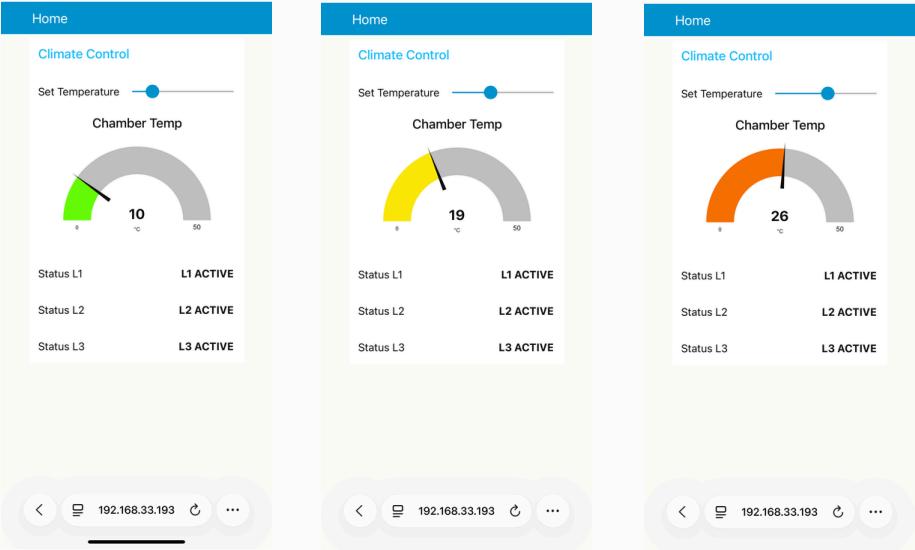 Home
Climate Control
Set Temperature
Chamber Temp
10
0 °C 50
Status L1 L1 ACTIVE
Status L2 L2 ACTIVE
Status L3 L3 ACTIVE
192.168.33.193
Home
Climate Control
Set Temperature
Chamber Temp
19
0 °C 50
Status L1 L1 ACTIVE
Status L2 L2 ACTIVE
Status L3 L3 ACTIVE
192.168.33.193
Home
Climate Control
Set Temperature
Chamber Temp
26
0 °C 50
Status L1 L1 ACTIVE
Status L2 L2 ACTIVE
Status L3 L3 ACTIVE
192.168.33.193